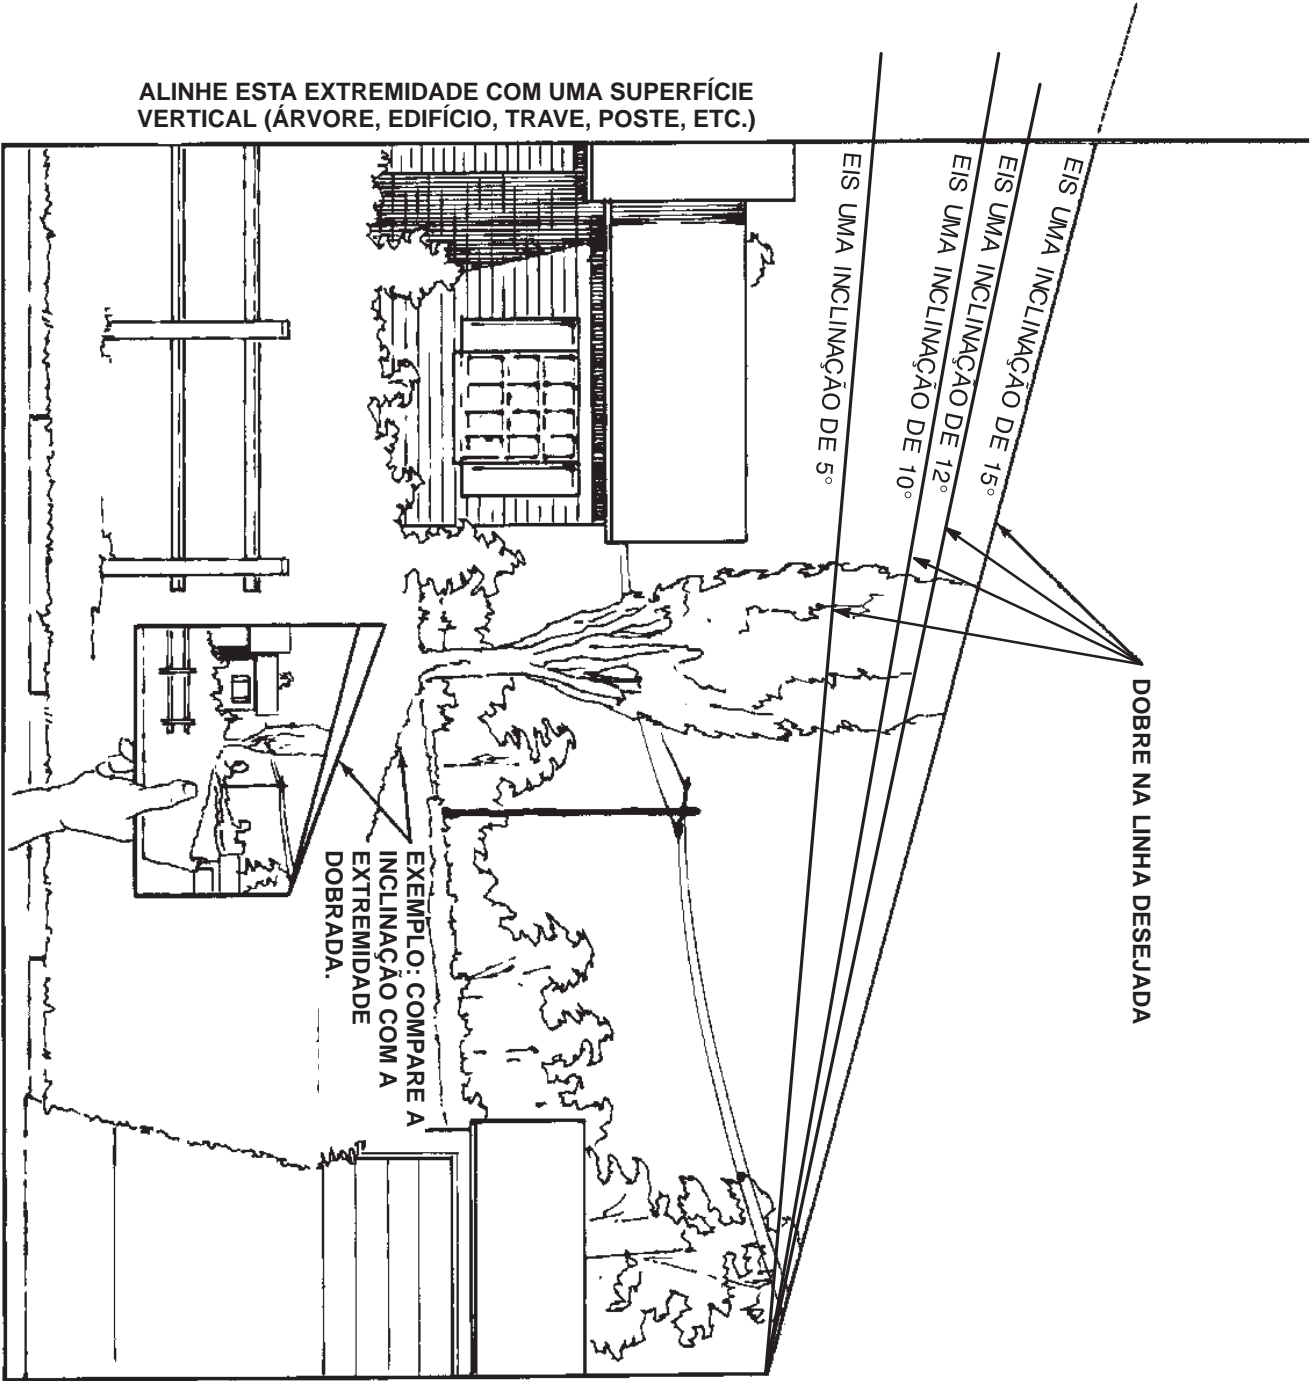 ALINHE ESTA EXTREMIDADE COM UMA SUPERFÍCIE
VERTICAL (ÁRVORE, EDIFÍCIO, TRAVE, POSTE, ETC.)
EIS UMA INCLINAÇÃO DE 15°
EIS UMA INCLINAÇÃO DE 12°
EIS UMA INCLINAÇÃO DE 10°
EIS UMA INCLINAÇÃO DE 5°
DOBRE NA LINHA DESEJADA
EXEMPLO: COMPARE A
INCLINAÇÃO COM A
EXTREMIDADE
DOBRADA.